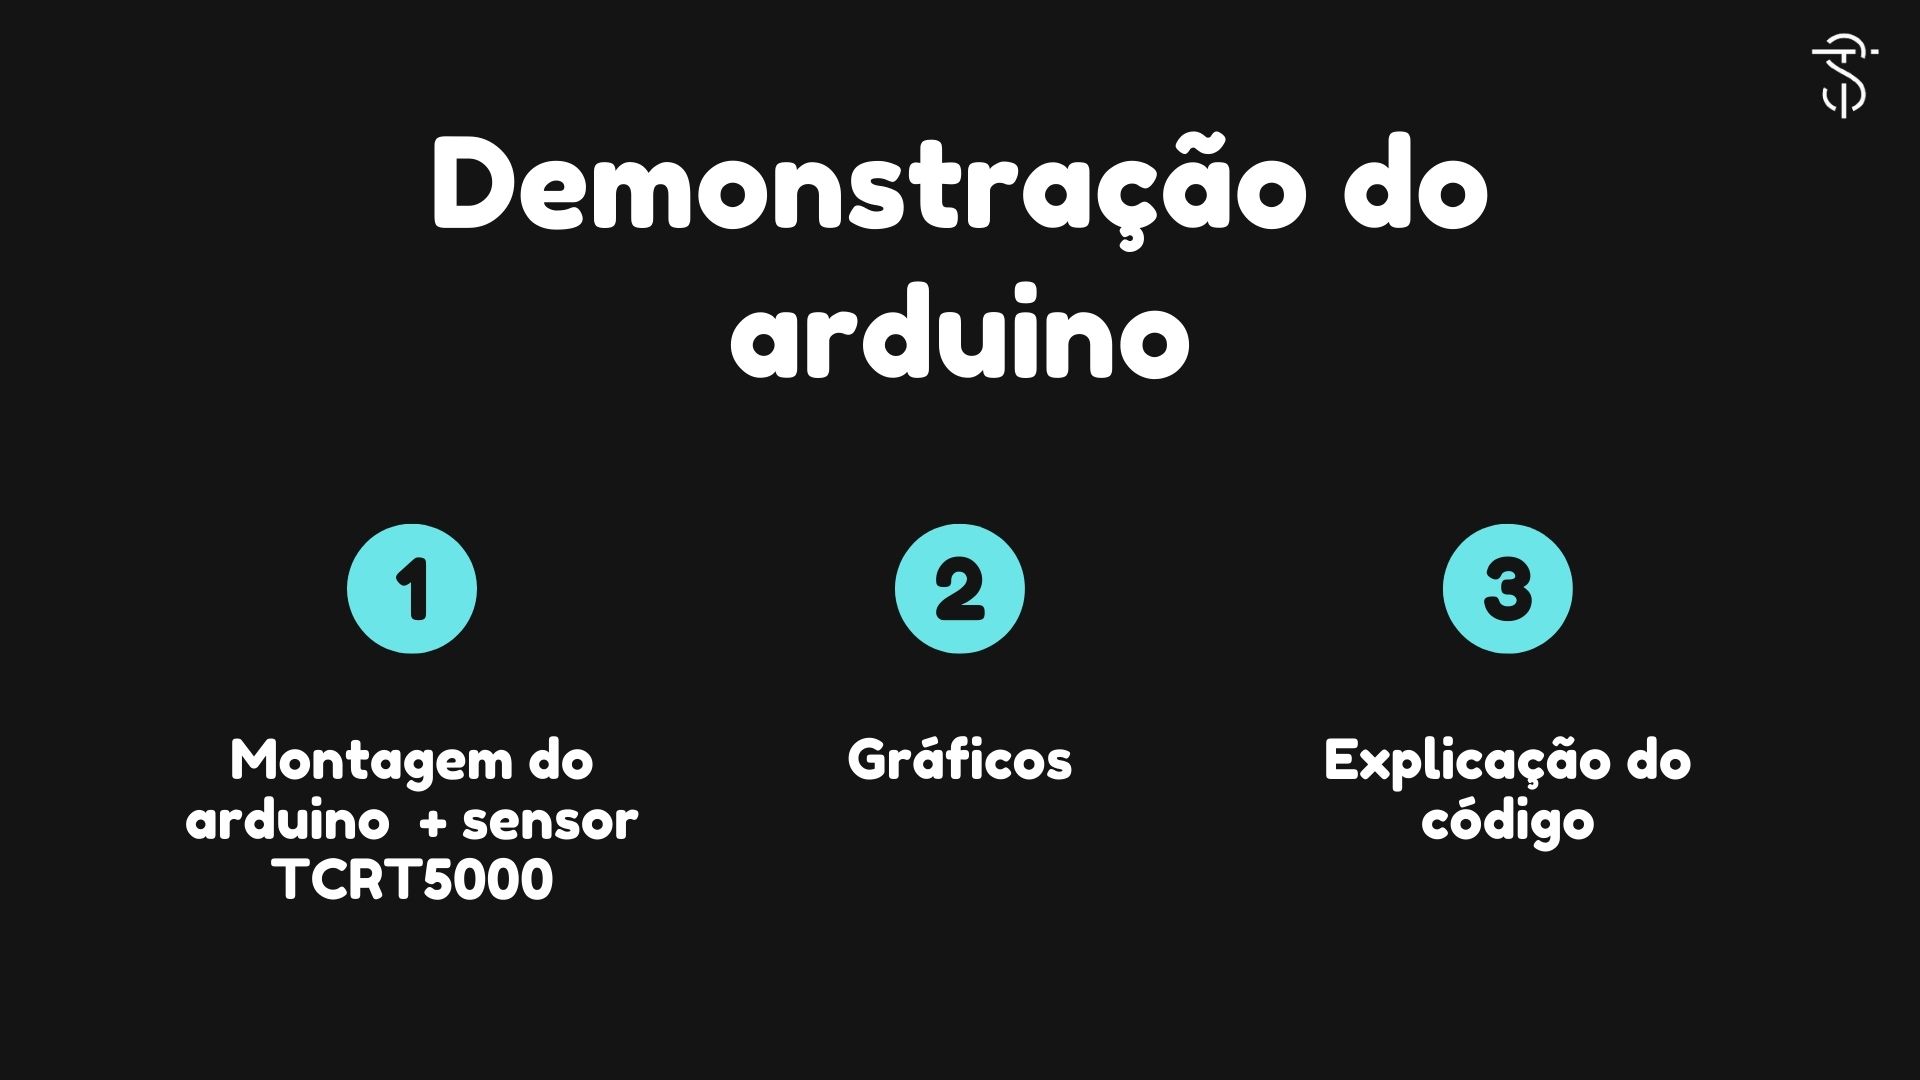 Demonstração do
arduino
1
2
3
Montagem do
arduino + sensor
TCRT5000
Gráficos
Explicação do
código